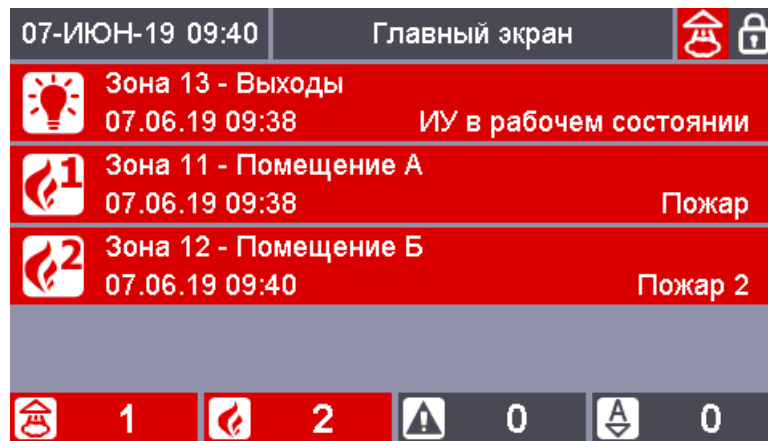 07-ИЮН-19 09:40 Главный экран
Зона 13 - Выходы
07.06.19 09:38 ИУ в рабочем состоянии
1 Зона 11 - Помещение А
07.06.19 09:38 Пожар
2 Зона 12 - Помещение Б
07.06.19 09:40 Пожар 2
1 2 0 A 0